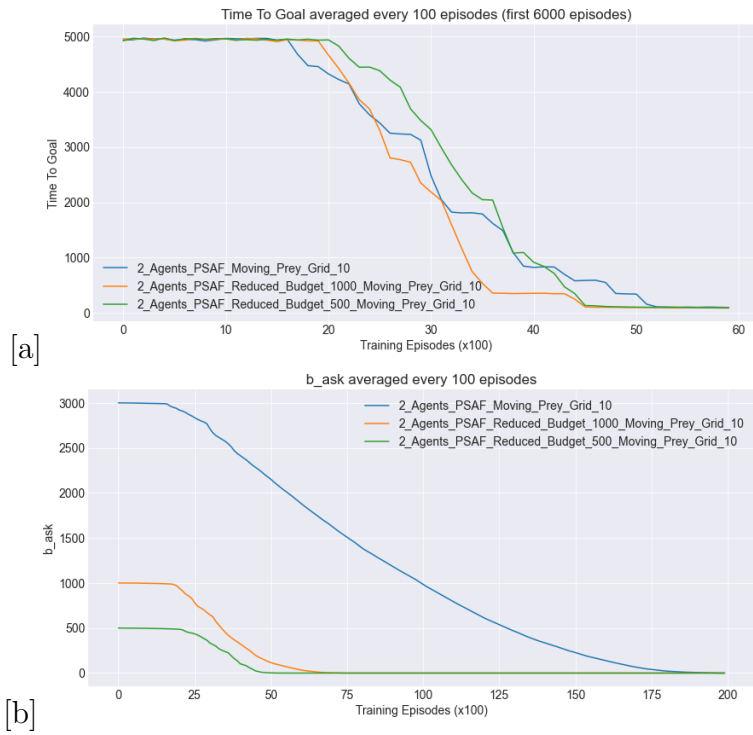 Time To Goal averaged every 100 episodes (first 6000 episodes)
5000
4000
3000
2000
1000
0
Time To Goal
2_Agents_PSAF_Moving_Prey_Grid_10
2_Agents_PSAF_Reduced_Budget_1000_Moving_Prey_Grid_10
2_Agents_PSAF_Reduced_Budget_500_Moving_Prey_Grid_10
0 10 20 30 40 50 60
Training Episodes (x100)
[a]
b_ask averaged every 100 episodes
3000
2500
2000
1500
1000
500
0
b_ask
2_Agents_PSAF_Moving_Prey_Grid_10
2_Agents_PSAF_Reduced_Budget_1000_Moving_Prey_Grid_10
2_Agents_PSAF_Reduced_Budget_500_Moving_Prey_Grid_10
0 25 50 75 100 125 150 175 200
Training Episodes (x100)
[b]